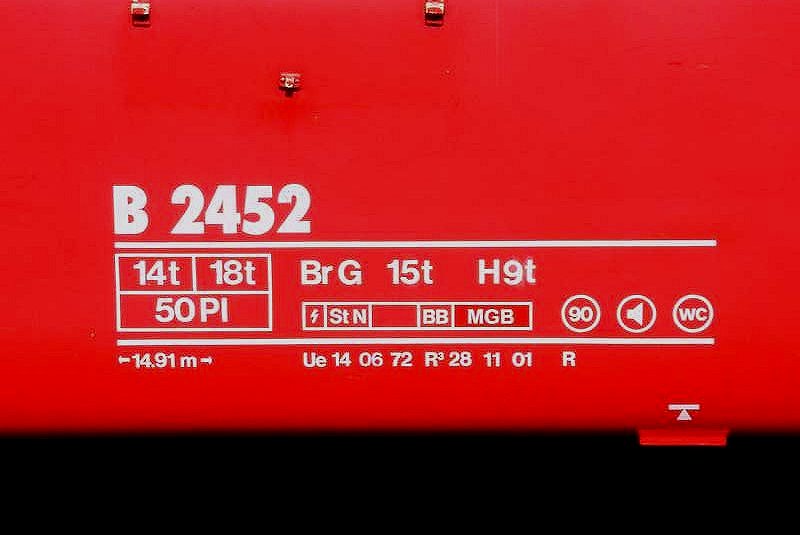 B 2452
14t 18t BrG 15t H9t
50Pl StN BB MGB 90 WC
←14.91 m→ Ue 14 06 72 R³ 28 11 01 R